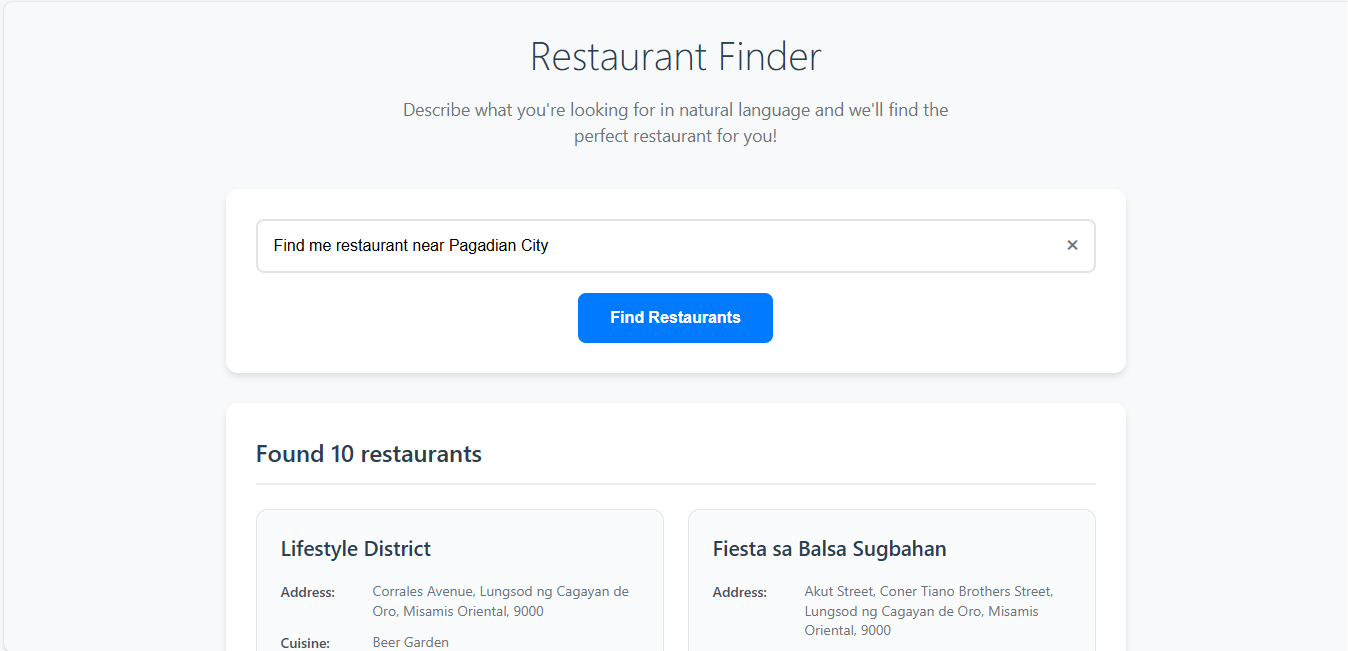 Restaurant Finder
Describe what you're looking for in natural language and we'll find the
perfect restaurant for you!
Find me restaurant near Pagadian City ×
Find Restaurants
Found 10 restaurants
Lifestyle District
Address: Corrales Avenue, Lungsod ng Cagayan de
Oro, Misamis Oriental, 9000
Cuisine: Beer Garden
Fiesta sa Balsa Sugbahan
Address: Akut Street, Coner Tiano Brothers Street,
Lungsod ng Cagayan de Oro, Misamis
Oriental, 9000